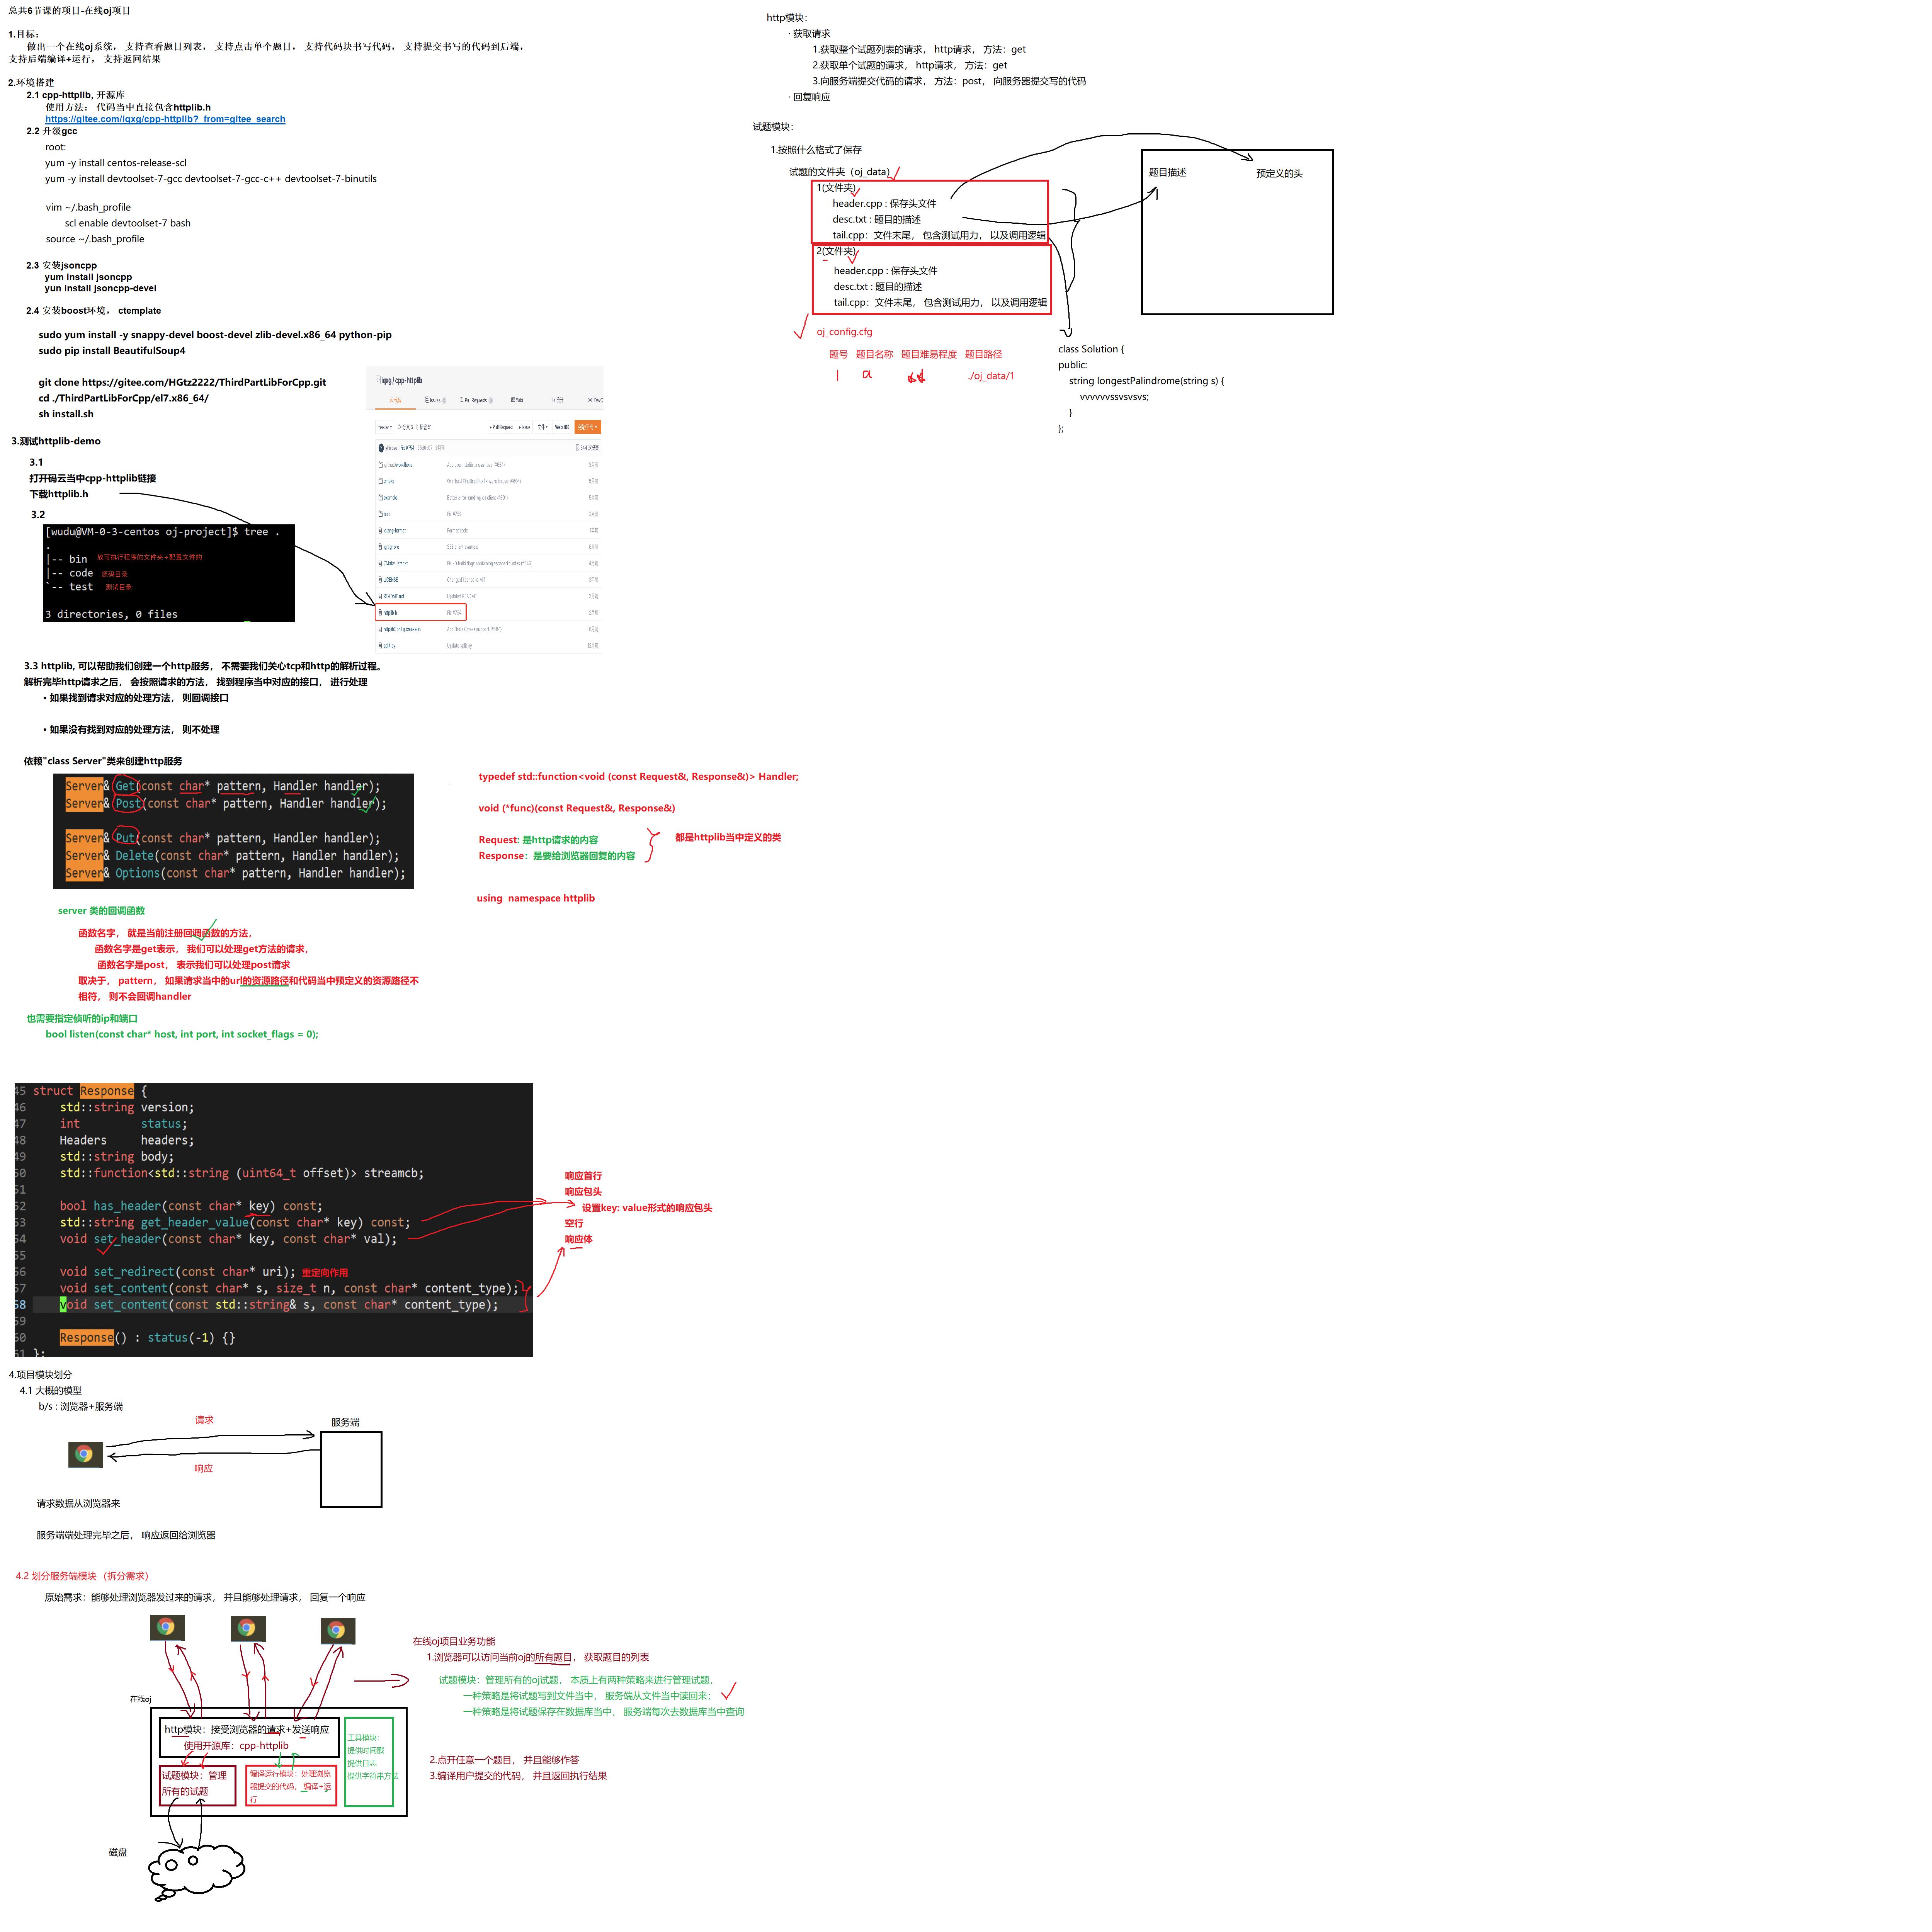 总共6节课的项目-在线oj项目
1.目标：
做出一个在线oj系统， 支持查看题目列表， 支持点击单个题目， 支持代码块书写代码， 支持提交书写的代码到后端，
支持后端编译+运行， 支持返回结果
2.环境搭建
2.1 cpp-httplib, 开源库
使用方法： 代码当中直接包含httplib.h
https://gitee.com/iqxg/cpp-httplib?_from=gitee_search
2.2 升级gcc
root:
yum -y install centos-release-scl
yum -y install devtoolset-7-gcc devtoolset-7-gcc-c++ devtoolset-7-binutils
vim ~/.bash_profile
scl enable devtoolset-7 bash
source ~/.bash_profile
2.3 安装jsoncpp
yum install jsoncpp
yun install jsoncpp-devel
2.4 安装boost环境， ctemplate
sudo yum install -y snappy-devel boost-devel zlib-devel.x86_64 python-pip
sudo pip install BeautifulSoup4
git clone https://gitee.com/HGtz2222/ThirdPartLibForCpp.git
cd ./ThirdPartLibForCpp/el7.x86_64/
sh install.sh
3.测试httplib-demo
3.1
打开码云当中cpp-httplib链接
下载httplib.h
3.2
[wudu@VM-0-3-centos oj-project]$ tree .
.
|-- bin 放可执行程序的文件夹+配置文件的
|-- code 源码目录
`-- test 测试目录
3 directories, 0 files
iqxg / cpp-httplib
Pull Request
Web IDE
LICENSE
README.md
httplib.h
split.py
3.3 httplib, 可以帮助我们创建一个http服务， 不需要我们关心tcp和http的解析过程。
解析完毕http请求之后， 会按照请求的方法， 找到程序当中对应的接口， 进行处理
• 如果找到请求对应的处理方法， 则回调接口
• 如果没有找到对应的处理方法， 则不处理
依赖"class Server"类来创建http服务
Server& Get(const char* pattern, Handler handler);
Server& Post(const char* pattern, Handler handler);
Server& Put(const char* pattern, Handler handler);
Server& Delete(const char* pattern, Handler handler);
Server& Options(const char* pattern, Handler handler);
typedef std::function<void (const Request&, Response&)> Handler;
void (*func)(const Request&, Response&)
Request: 是http请求的内容
Response：是要给浏览器回复的内容
都是httplib当中定义的类
using namespace httplib
server 类的回调函数
函数名字， 就是当前注册回调函数的方法，
函数名字是get表示， 我们可以处理get方法的请求，
函数名字是post， 表示我们可以处理post请求
取决于， pattern， 如果请求当中的url的资源路径和代码当中预定义的资源路径不
相符， 则不会回调handler
也需要指定侦听的ip和端口
bool listen(const char* host, int port, int socket_flags = 0);
45 struct Response {
46 std::string version;
47 int status;
48 Headers headers;
49 std::string body;
50 std::function<std::string (uint64_t offset)> streamcb;
51
52 bool has_header(const char* key) const;
53 std::string get_header_value(const char* key) const;
54 void set_header(const char* key, const char* val);
55
56 void set_redirect(const char* uri); 重定向作用
57 void set_content(const char* s, size_t n, const char* content_type);
58 void set_content(const std::string& s, const char* content_type);
59
60 Response() : status(-1) {}
61 };
响应首行
响应包头
设置key: value形式的响应包头
空行
响应体
4.项目模块划分
4.1 大概的模型
b/s : 浏览器+服务端
请求
服务端
响应
请求数据从浏览器来
服务端端处理完毕之后， 响应返回给浏览器
4.2 划分服务端模块 （拆分需求）
原始需求：能够处理浏览器发过来的请求， 并且能够处理请求， 回复一个响应
在线oj
http模块：接受浏览器的请求+发送响应
使用开源库：cpp-httplib
试题模块：管理
所有的试题
编译运行模块：处理浏览
器提交的代码， 编译+运
行
工具模块：
提供时间戳
提供日志
提供字符串方法
磁盘
在线oj项目业务功能
1.浏览器可以访问当前oj的所有题目， 获取题目的列表
试题模块：管理所有的oj试题， 本质上有两种策略来进行管理试题，
一种策略是将试题写到文件当中， 服务端从文件当中读回来；
一种策略是将试题保存在数据库当中， 服务端每次去数据库当中查询
2.点开任意一个题目， 并且能够作答
3.编译用户提交的代码， 并且返回执行结果
http模块：
· 获取请求
1.获取整个试题列表的请求， http请求， 方法：get
2.获取单个试题的请求， http请求， 方法：get
3.向服务端提交代码的请求， 方法：post， 向服务器提交写的代码
· 回复响应
试题模块：
1.按照什么格式了保存
试题的文件夹（oj_data）
1(文件夹)
header.cpp : 保存头文件
desc.txt : 题目的描述
tail.cpp：文件末尾， 包含测试用力， 以及调用逻辑
2(文件夹)
header.cpp : 保存头文件
desc.txt : 题目的描述
tail.cpp：文件末尾， 包含测试用力， 以及调用逻辑
oj_config.cfg
题号 题目名称 题目难易程度 题目路径
1 a ./oj_data/1
题目描述
预定义的头
class Solution {
public:
string longestPalindrome(string s) {
vvvvvvssvsvsvs;
}
};